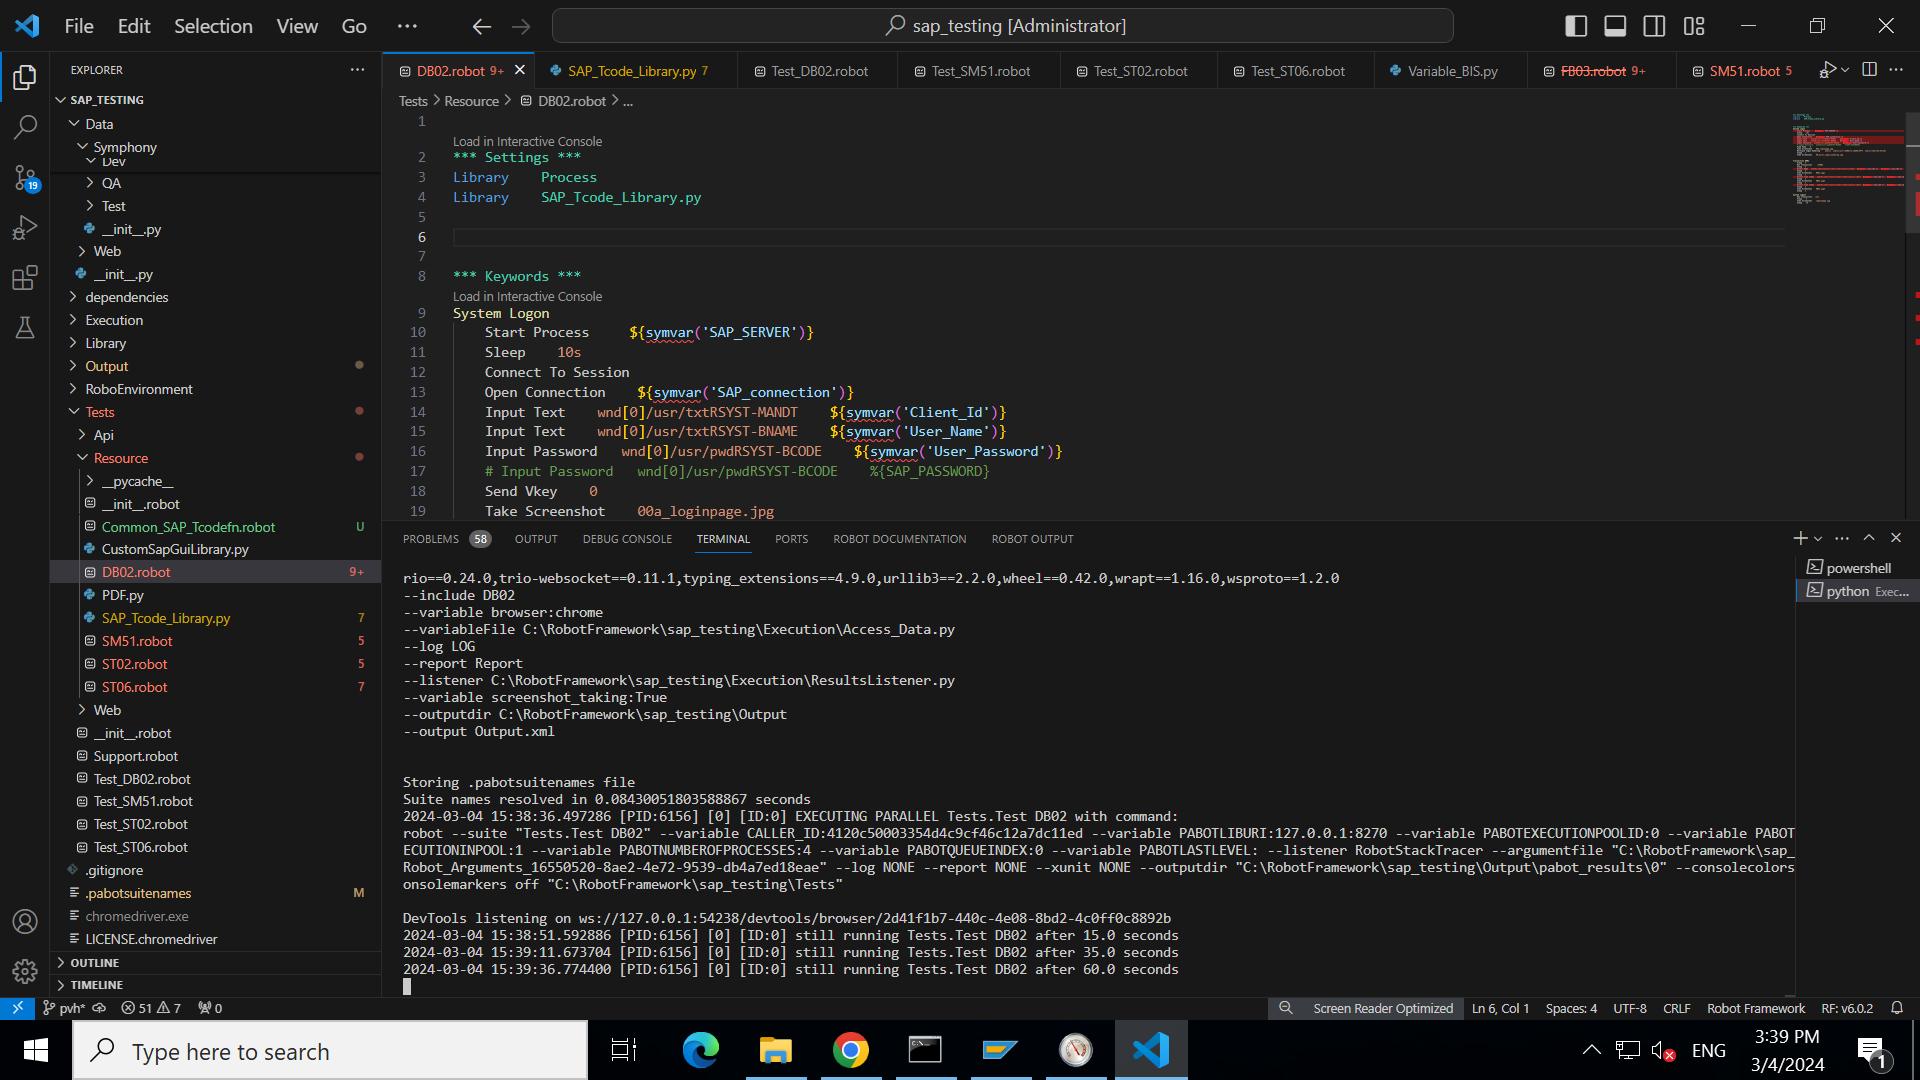 File Edit Selection View Go ···
sap_testing [Administrator]
EXPLORER
SAP_TESTING
Data
Symphony
Dev
QA
Test
__init__.py
Web
__init__.py
dependencies
Execution
Library
Output
RoboEnvironment
Tests
Api
Resource
__pycache__
__init__.robot
Common_SAP_Tcodefn.robot U
CustomSapGuiLibrary.py
DB02.robot 9+
PDF.py
SAP_Tcode_Library.py 7
SM51.robot 5
ST02.robot 5
ST06.robot 7
Web
__init__.robot
Support.robot
Test_DB02.robot
Test_SM51.robot
Test_ST02.robot
Test_ST06.robot
.gitignore
.pabotsuitenames M
chromedriver.exe
LICENSE.chromedriver
OUTLINE
TIMELINE
19
DB02.robot 9+ SAP_Tcode_Library.py 7 Test_DB02.robot Test_SM51.robot Test_ST02.robot Test_ST06.robot Variable_BIS.py FB03.robot 9+ SM51.robot 5
Tests > Resource > DB02.robot > ...
1
Load in Interactive Console
2 *** Settings ***
3 Library    Process
4 Library    SAP_Tcode_Library.py
5
6
7
8 *** Keywords ***
Load in Interactive Console
9 System Logon
10 Start Process     ${symvar('SAP_SERVER')}
11 Sleep    10s
12 Connect To Session
13 Open Connection    ${symvar('SAP_connection')}
14 Input Text    wnd[0]/usr/txtRSYST-MANDT    ${symvar('Client_Id')}
15 Input Text    wnd[0]/usr/txtRSYST-BNAME    ${symvar('User_Name')}
16 Input Password   wnd[0]/usr/pwdRSYST-BCODE    ${symvar('User_Password')}
17 # Input Password   wnd[0]/usr/pwdRSYST-BCODE    %{SAP_PASSWORD}
18 Send Vkey    0
19 Take Screenshot    00a_loginpage.jpg
PROBLEMS 58 OUTPUT DEBUG CONSOLE TERMINAL PORTS ROBOT DOCUMENTATION ROBOT OUTPUT
powershell
python Exec...
rio==0.24.0,trio-websocket==0.11.1,typing_extensions==4.9.0,urllib3==2.2.0,wheel==0.42.0,wrapt==1.16.0,wsproto==1.2.0
--include DB02
--variable browser:chrome
--variableFile C:\RobotFramework\sap_testing\Execution\Access_Data.py
--log LOG
--report Report
--listener C:\RobotFramework\sap_testing\Execution\ResultsListener.py
--variable screenshot_taking:True
--outputdir C:\RobotFramework\sap_testing\Output
--output Output.xml
Storing .pabotsuitenames file
Suite names resolved in 0.08430051803588867 seconds
2024-03-04 15:38:36.497286 [PID:6156] [0] [ID:0] EXECUTING PARALLEL Tests.Test DB02 with command:
robot --suite "Tests.Test DB02" --variable CALLER_ID:4120c50003354d4c9cf46c12a7dc11ed --variable PABOTLIBURI:127.0.0.1:8270 --variable PABOTEXECUTIONPOOLID:0 --variable PABOT
ECUTIONINPOOL:1 --variable PABOTNUMBEROFPROCESSES:4 --variable PABOTQUEUEINDEX:0 --variable PABOTLASTLEVEL: --listener RobotStackTracer --argumentfile "C:\RobotFramework\sap_
Robot_Arguments_16550520-8ae2-4e72-9539-db4a7ed18eae" --log NONE --report NONE --xunit NONE --outputdir "C:\RobotFramework\sap_testing\Output\pabot_results\0" --consolecolors
onsolemarkers off "C:\RobotFramework\sap_testing\Tests"
DevTools listening on ws://127.0.0.1:54238/devtools/browser/2d41f1b7-440c-4e08-8bd2-4c0ff0c8892b
2024-03-04 15:38:51.592886 [PID:6156] [0] [ID:0] still running Tests.Test DB02 after 15.0 seconds
2024-03-04 15:39:11.673704 [PID:6156] [0] [ID:0] still running Tests.Test DB02 after 35.0 seconds
2024-03-04 15:39:36.774400 [PID:6156] [0] [ID:0] still running Tests.Test DB02 after 60.0 seconds
pvh* 51 7 0 Screen Reader Optimized Ln 6, Col 1 Spaces: 4 UTF-8 CRLF Robot Framework RF: v6.0.2
Type here to search
ENG
3:39 PM
3/4/2024
1